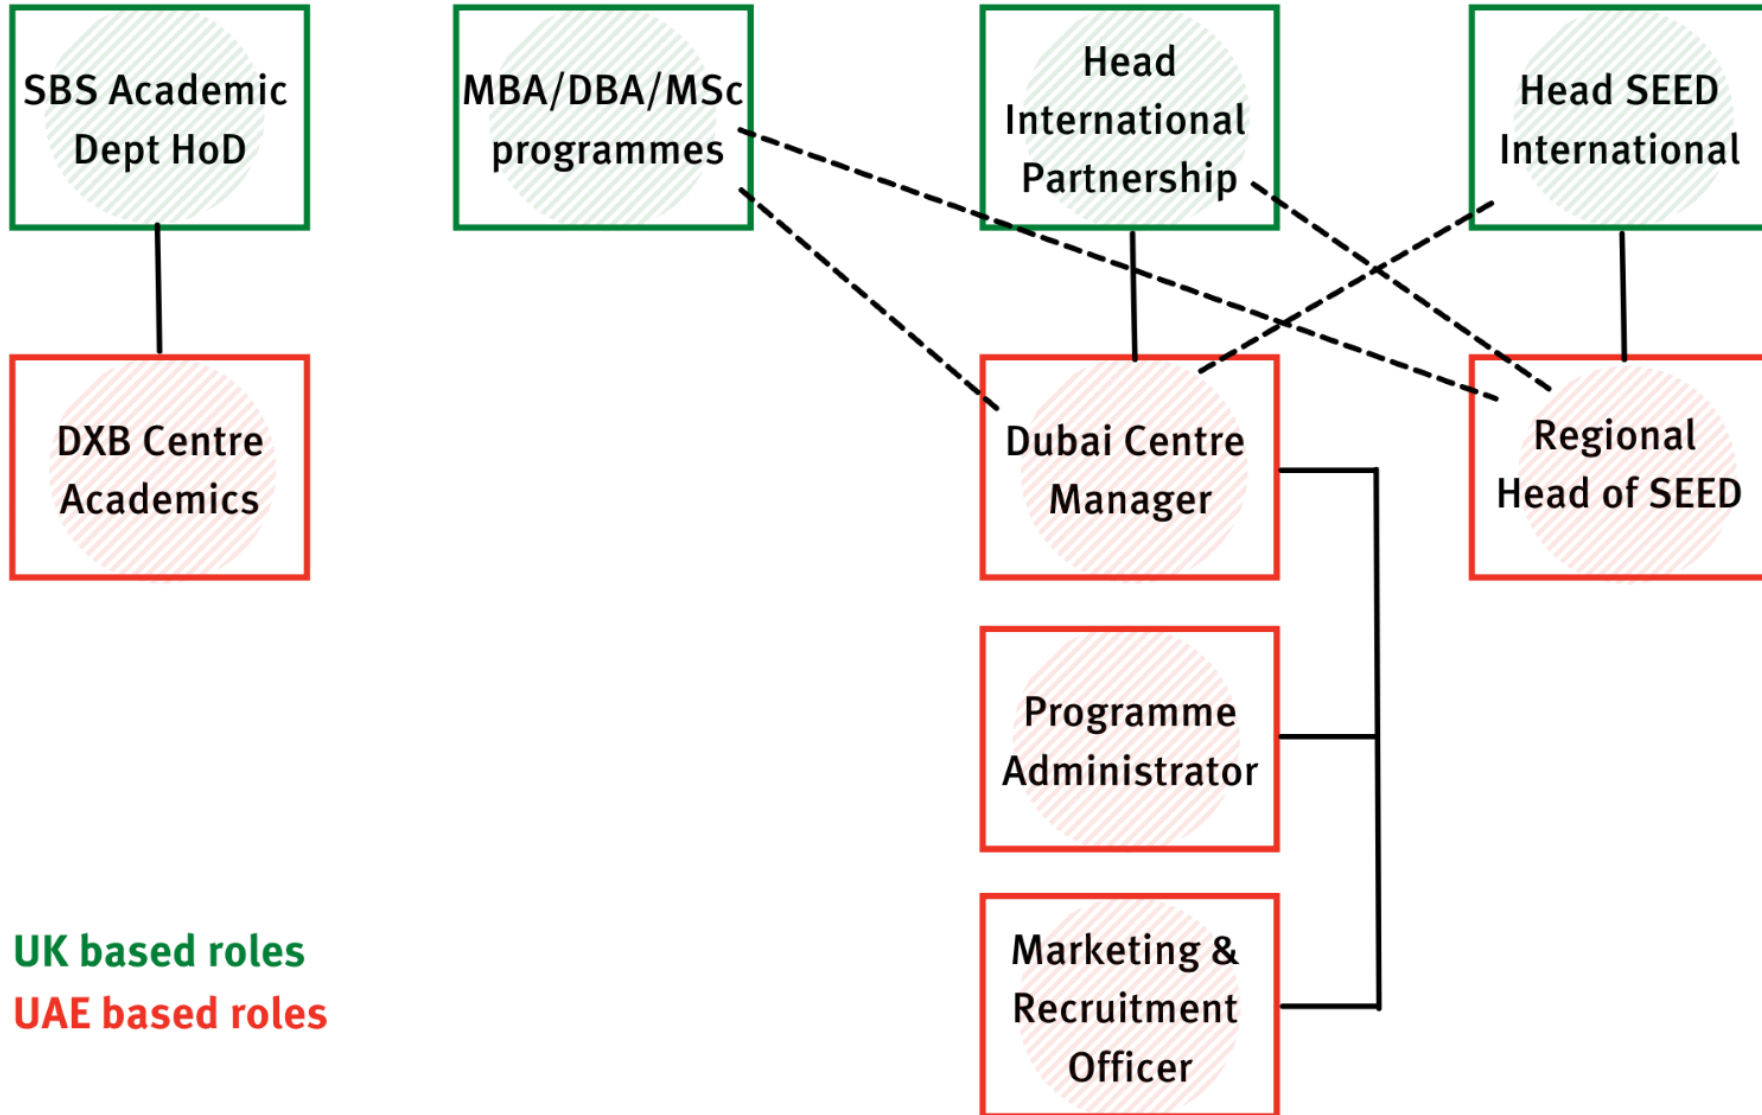 SBS Academic
Dept HoD
MBA/DBA/MSc
programmes
Head
International
Partnership
Head SEED
International
DXB Centre
Academics
Dubai Centre
Manager
Regional
Head of SEED
Programme
Administrator
Marketing &
Recruitment
Officer
UK based roles
UAE based roles